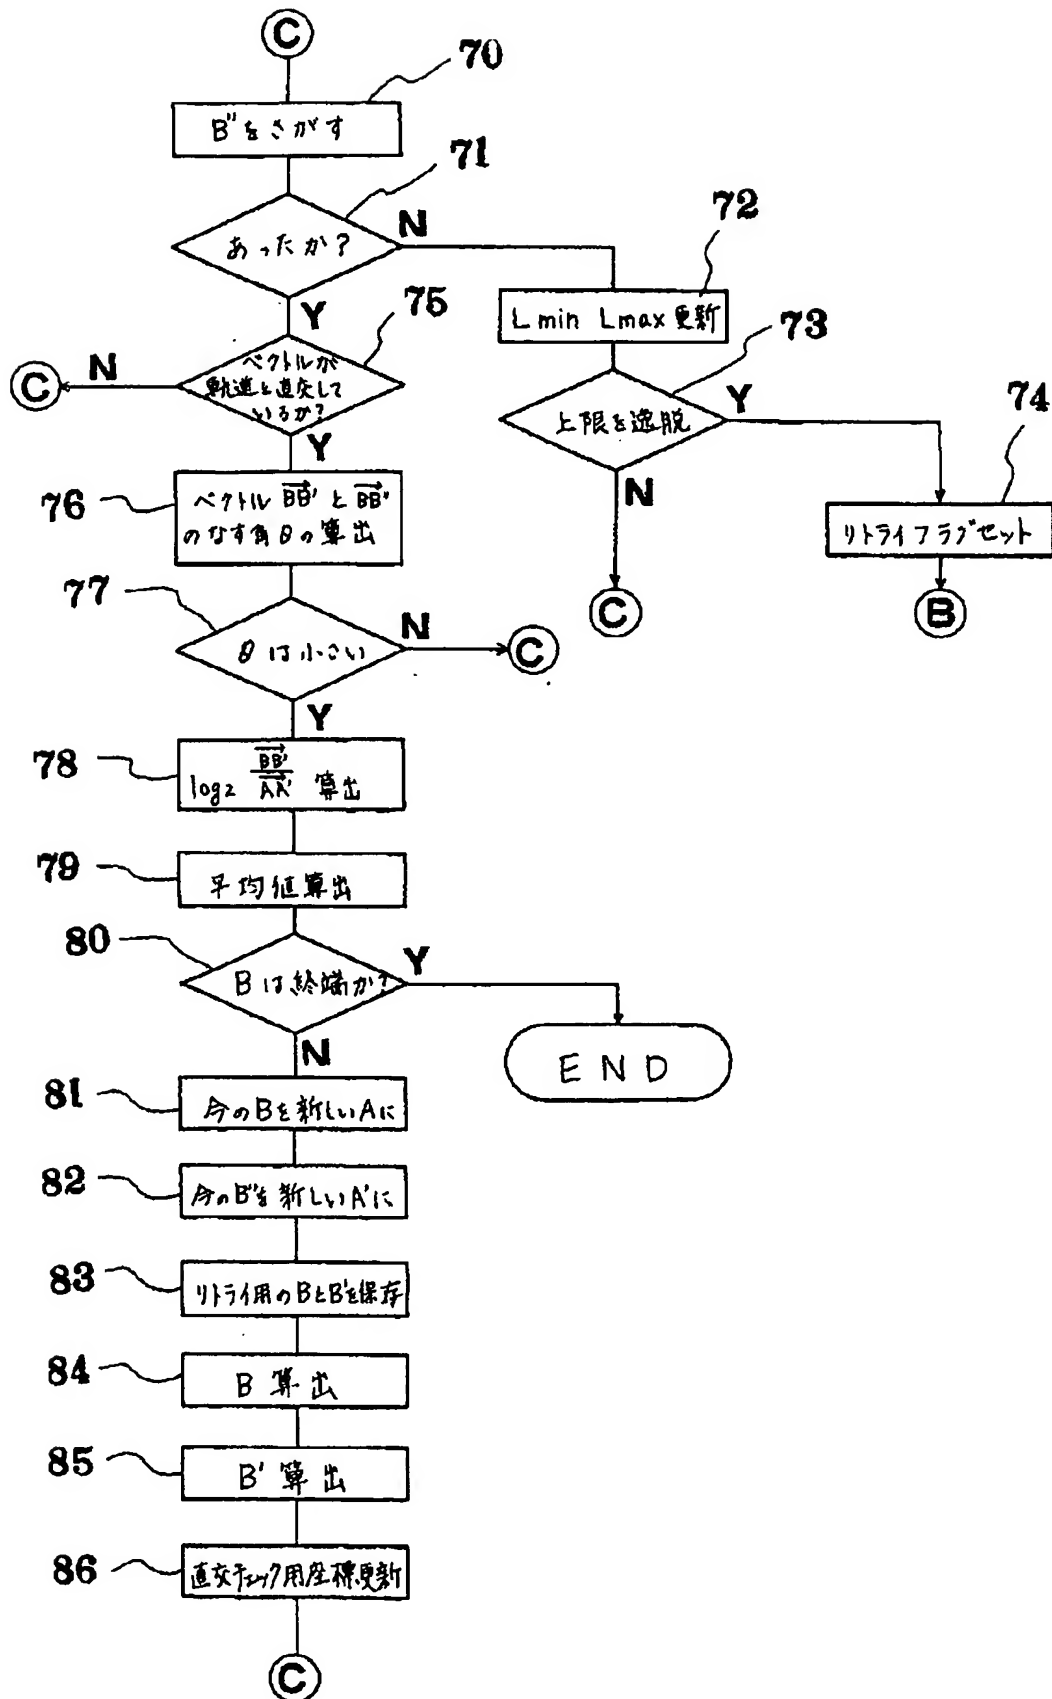 C
70
B"をさがす
71
あったか?
N
72
Y
75
Lmin Lmax 更新
73
ベクトルが
軌道と直交して
いるか?
N
C
上限を逸脱
Y
74
Y
N
76
ベクトル BB' と BB"
のなす角θの算出
リトライフラグセット
77
C
B
θは小さい
N
C
Y
78
BB'
log2 AA' 算出
79
平均値算出
80
Bは終端か?
Y
N
END
81
今のBを新しいAに
82
今のB"を新しいA'に
83
リトライ用のBとB'を保存
84
B 算出
85
B' 算出
86
直交チェック用座標更新
C